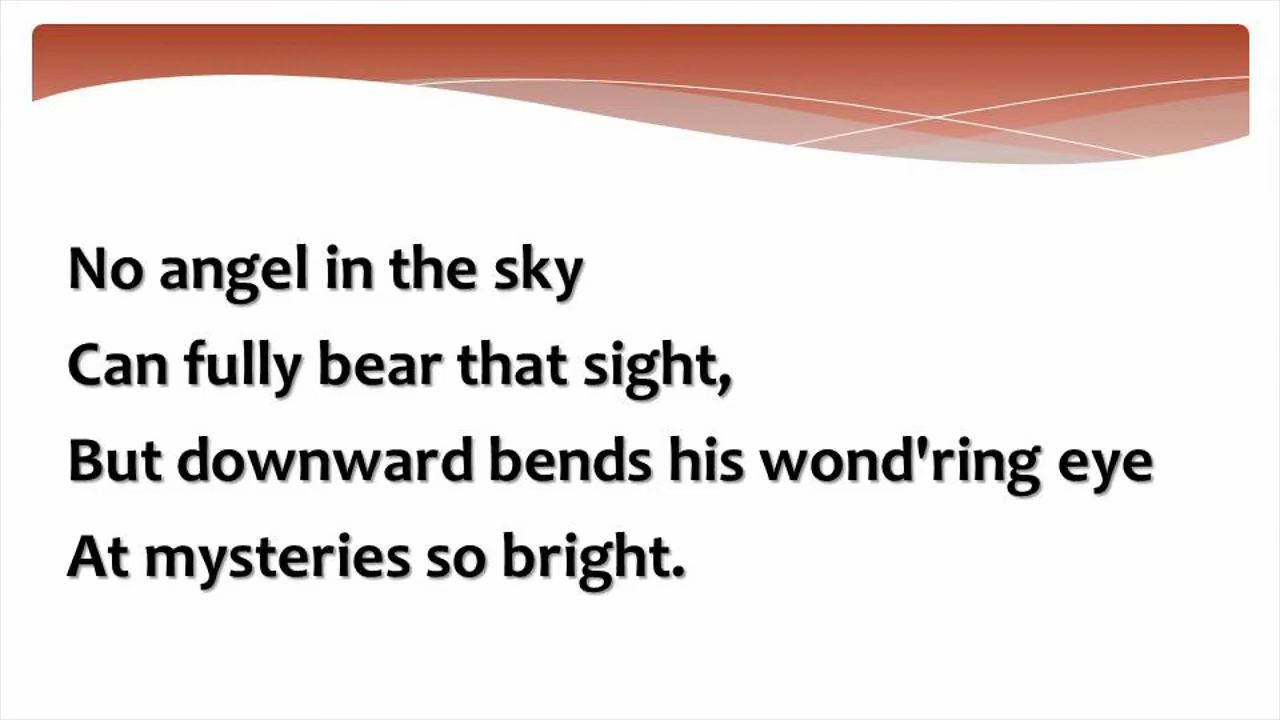 No angel in the sky
Can fully bear that sight,
But downward bends his wond'ring eye
At mysteries so bright.